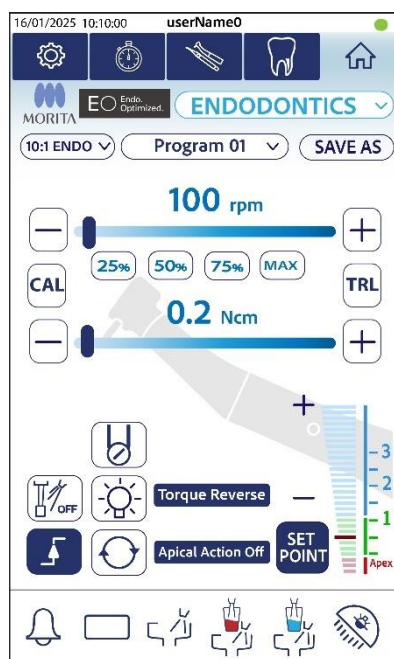 16/01/2025 10:10:00 userName0
MORITA EO Endo. Optimized. ENDODONTICS
10:1 ENDO Program 01 SAVE AS
100 rpm
25% 50% 75% MAX
CAL TRL
0.2 Ncm
+
3
2
OFF Torque Reverse −
1
Apical Action Off SET POINT
Apex